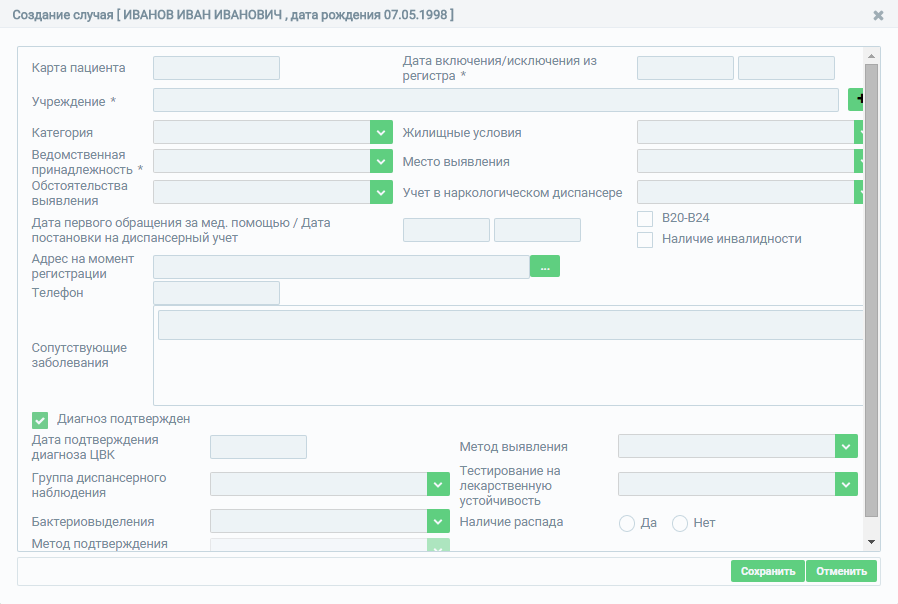 Создание случая [ ИВАНОВ ИВАН ИВАНОВИЧ , дата рождения 07.05.1998 ]
Карта пациента
Дата включения/исключения из
регистра *
Учреждение *
Категория
Жилищные условия
Ведомственная
принадлежность *
Место выявления
Обстоятельства
выявления
Учет в наркологическом диспансере
Дата первого обращения за мед. помощью / Дата
постановки на диспансерный учет
B20-B24
Наличие инвалидности
Адрес на момент
регистрации
...
Телефон
Сопутствующие
заболевания
Диагноз подтвержден
Дата подтверждения
диагноза ЦВК
Метод выявления
Группа диспансерного
наблюдения
Тестирование на
лекарственную
устойчивость
Бактериовыделения
Наличие распада
Да
Нет
Метод подтверждения
Сохранить
Отменить